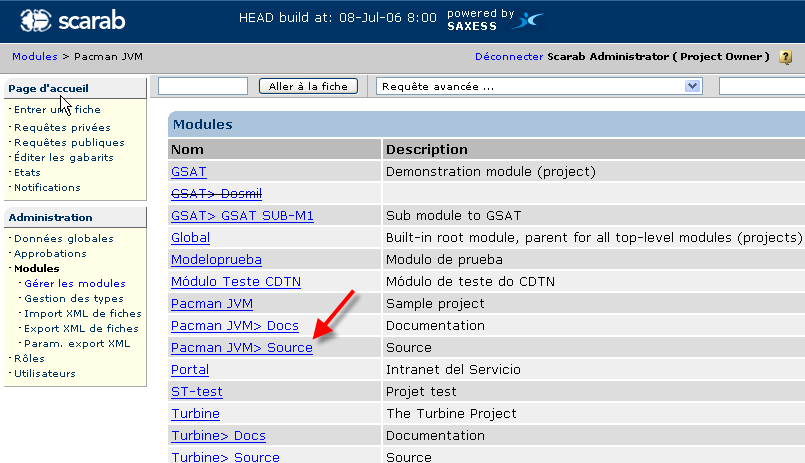 scarab
HEAD build at: 08-Jul-06 8:00
powered by
SAXESS
Modules > Pacman JVM
Déconnecter Scarab Administrator ( Project Owner )
?
Page d'accueil
Entrer une fiche
Requêtes privées
Requêtes publiques
Éditer les gabarits
Etats
Notifications
Administration
Données globales
Approbations
Modules
Gérer les modules
Gestion des types
Import XML de fiches
Export XML de fiches
Param. export XML
Rôles
Utilisateurs
Aller à la fiche
Requête avancée ...
Modules
Nom Description
GSAT Demonstration module (project)
GSAT> Dosmil
GSAT> GSAT SUB-M1 Sub module to GSAT
Global Built-in root module, parent for all top-level modules (projects)
Modeloprueba Modulo de prueba
Módulo Teste CDTN Módulo de teste do CDTN
Pacman JVM Sample project
Pacman JVM> Docs Documentation
Pacman JVM> Source Source
Portal Intranet del Servicio
ST-test Projet test
Turbine The Turbine Project
Turbine> Docs Documentation
Turbine> Source Source